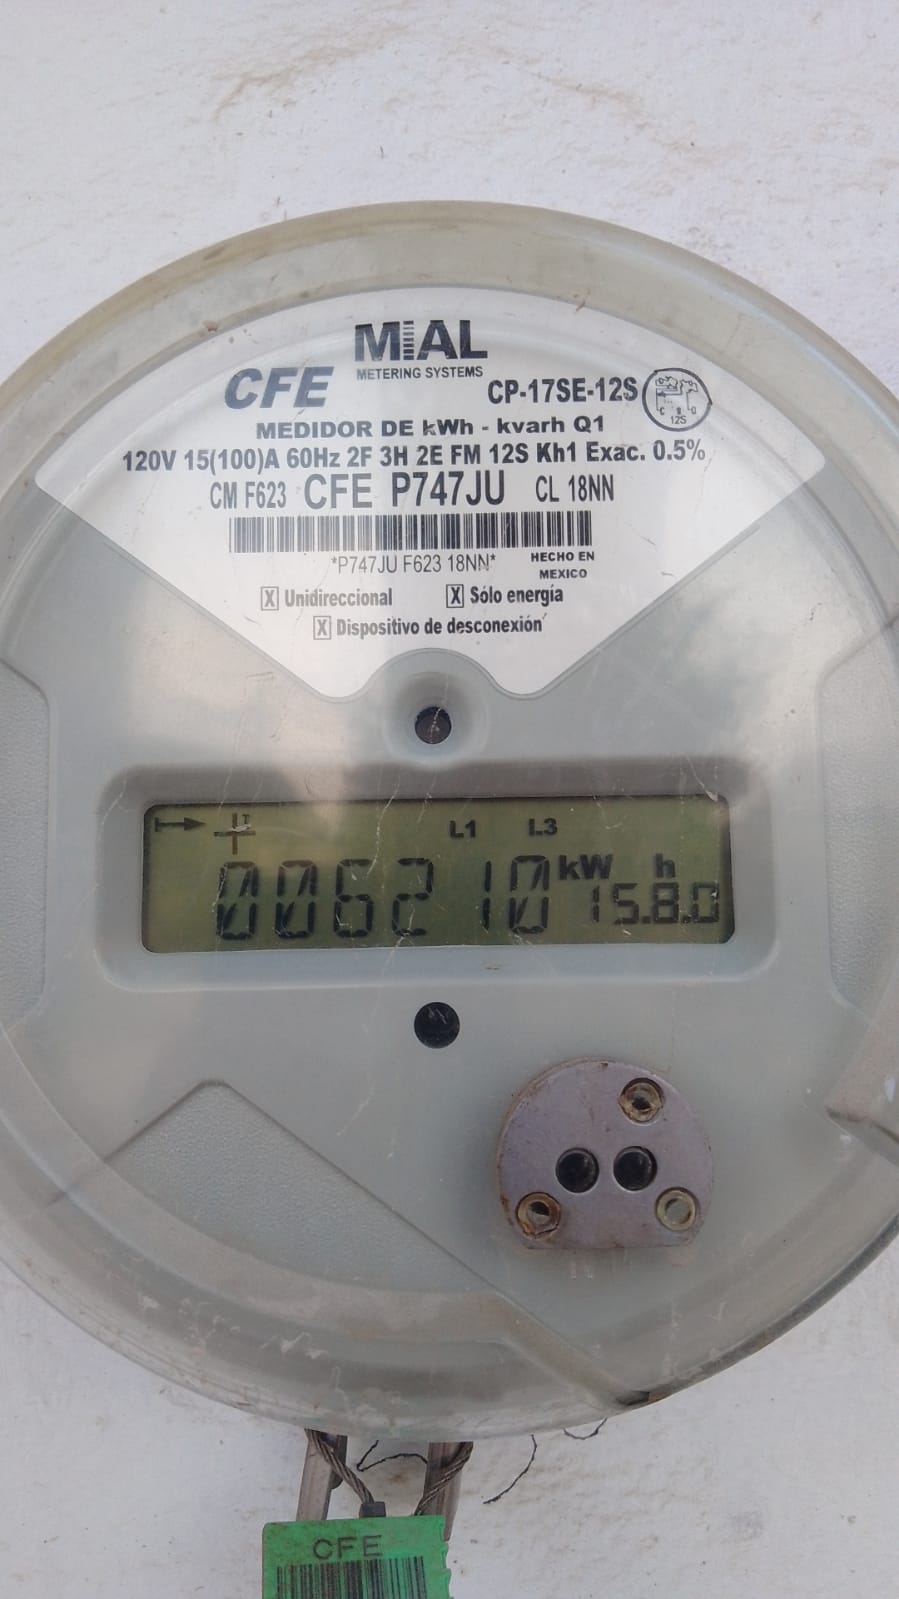 MIAL
METERING SYSTEMS
CFE
CP-17SE-12S
12S
MEDIDOR DE kWh - kvarh Q1
120V 15(100)A 60Hz 2F 3H 2E FM 12S Kh1 Exac. 0.5%
CM F623 CFE P747JU CL 18NN
*P747JU F623 18NN*
HECHO EN
MEXICO
X Unidireccional X Sólo energía
X Dispositivo de desconexión
L1 L3
006210 kW h 15.8.0
CFE